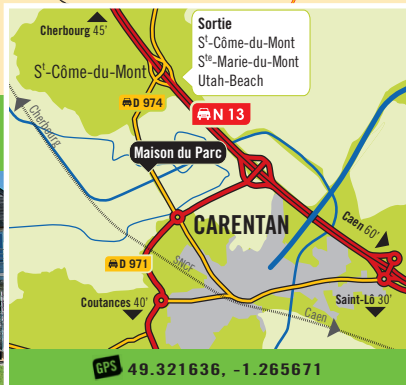 Cherbourg 45'
Sortie
Sᵗ-Côme-du-Mont
Sᵗᵉ-Marie-du-Mont
Utah-Beach
Sᵗ-Côme-du-Mont
D 974
N 13
Cherbourg
Maison du Parc
CARENTAN
Caen 60'
D 971
SNCF
Coutances 40'
Saint-Lô 30'
Caen
GPS 49.321636, -1.265671